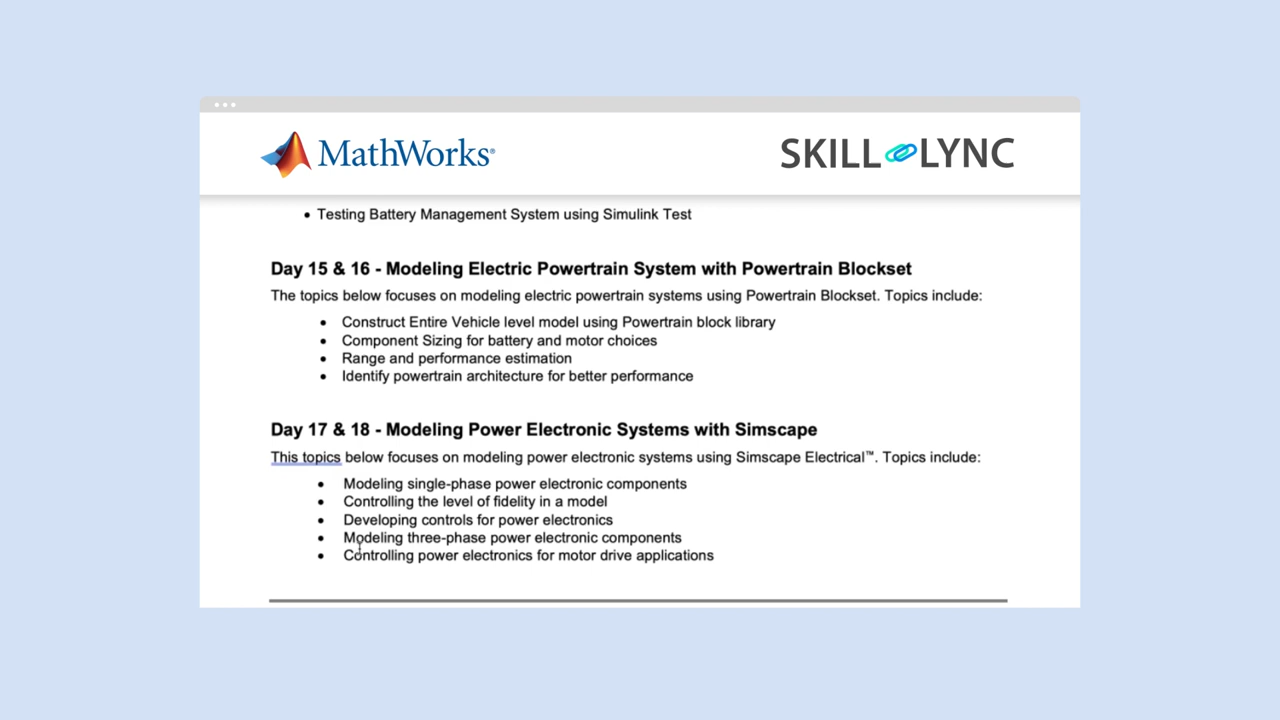 MathWorks®
SKILL LYNC
• Testing Battery Management System using Simulink Test
Day 15 & 16 - Modeling Electric Powertrain System with Powertrain Blockset
The topics below focuses on modeling electric powertrain systems using Powertrain Blockset. Topics include:
• Construct Entire Vehicle level model using Powertrain block library
• Component Sizing for battery and motor choices
• Range and performance estimation
• Identify powertrain architecture for better performance
Day 17 & 18 - Modeling Power Electronic Systems with Simscape
This topics below focuses on modeling power electronic systems using Simscape Electrical™. Topics include:
• Modeling single-phase power electronic components
• Controlling the level of fidelity in a model
• Developing controls for power electronics
• Modeling three-phase power electronic components
• Controlling power electronics for motor drive applications